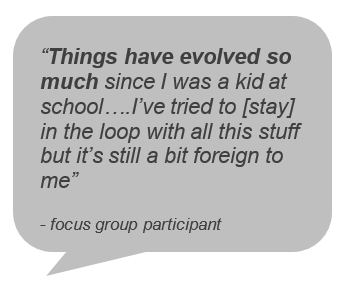 “Things have evolved so
much since I was a kid at
school….I’ve tried to [stay]
in the loop with all this stuff
but it’s still a bit foreign to
me”
- focus group participant